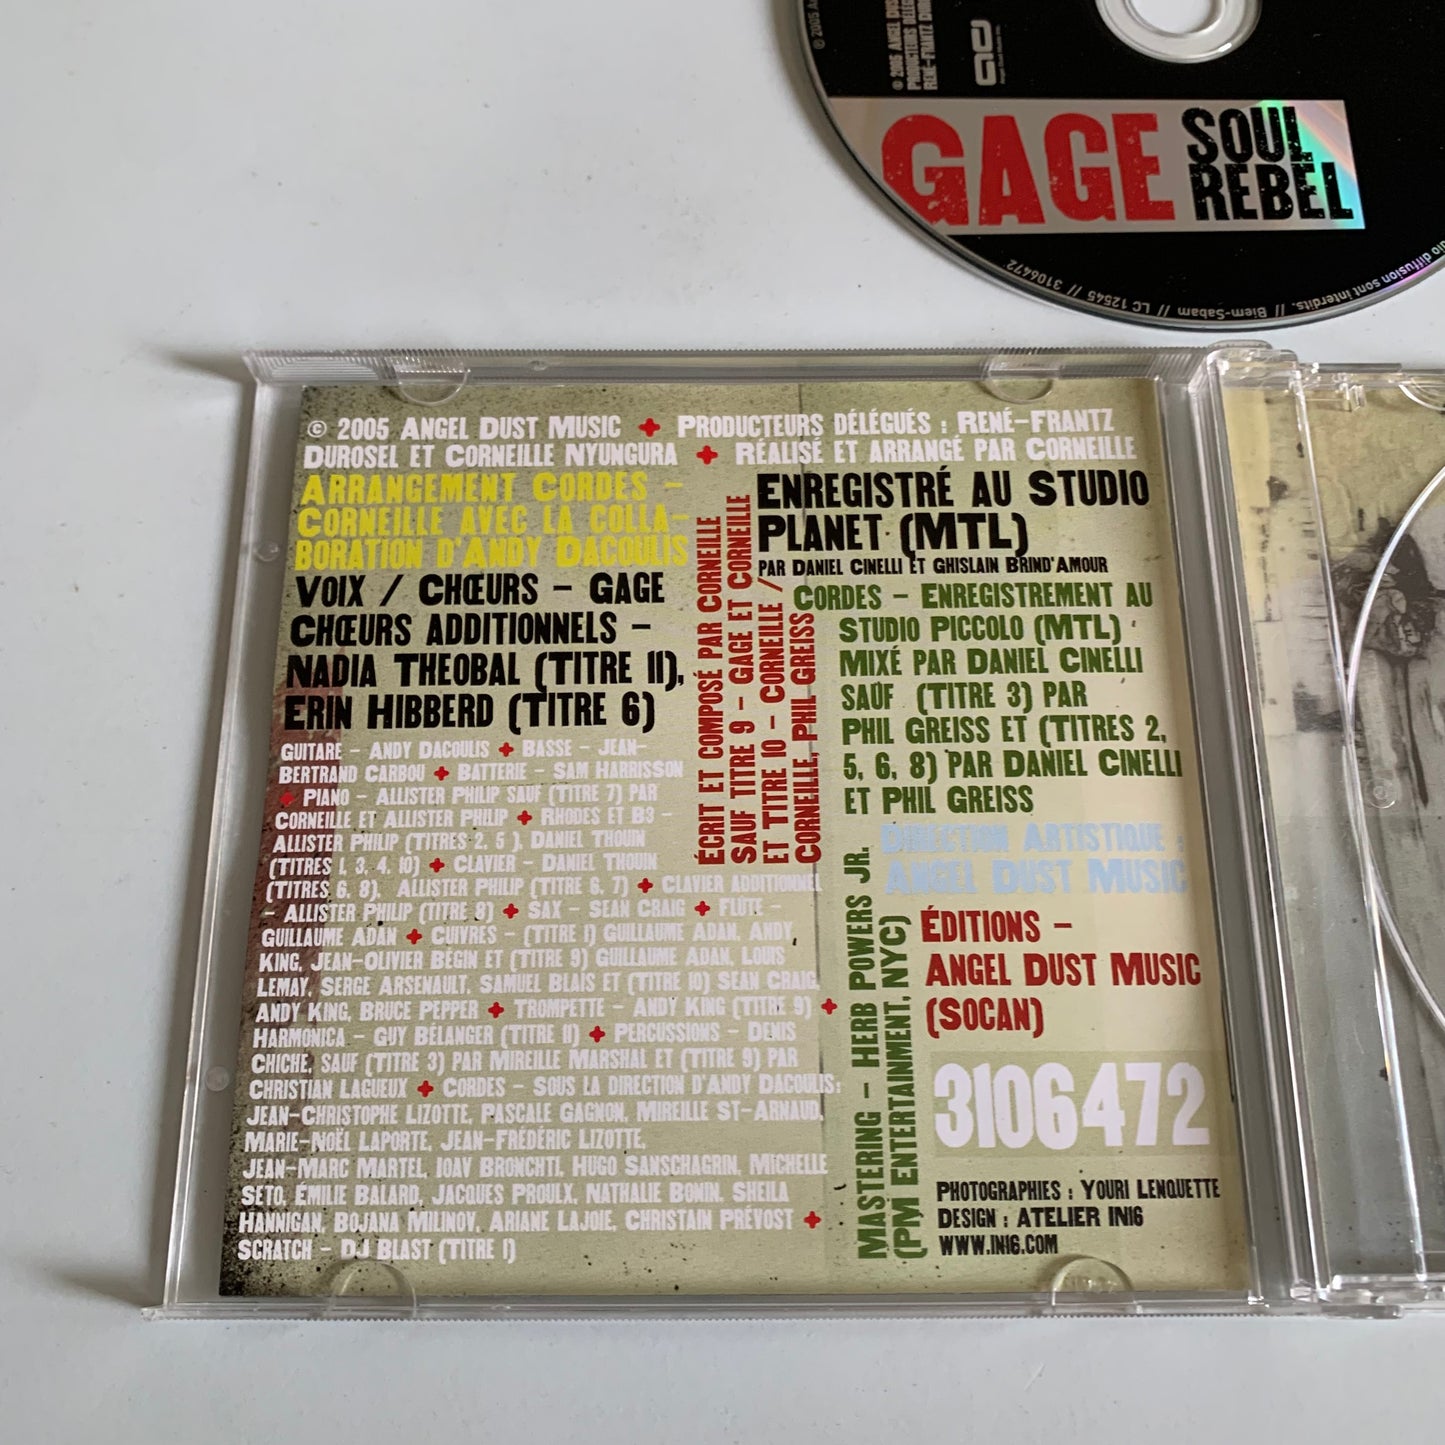 © 2005 ANGEL DUST
PRODUCTEURS DÉLÉGUÉS
RENÉ-FRANTZ DUROSEL
GAGE SOUL
REBEL
dio diffusion sont interdits. // Biem-Sabam // LC 12545 // 3106472
© 2005 ANGEL DUST MUSIC + PRODUCTEURS DÉLÉGUÉS : RENÉ-FRANTZ
DUROSEL ET CORNEILLE NYUNGURA + RÉALISÉ ET ARRANGÉ PAR CORNEILLE
ARRANGEMENT CORDES -
CORNEILLE AVEC LA COLLA-
BORATION D'ANDY DACOULIS
VOIX / CHŒURS - GAGE
CHŒURS ADDITIONNELS -
NADIA THEOBAL (TITRE 11),
ERIN HIBBERD (TITRE 6)
GUITARE - ANDY DACOULIS + BASSE - JEAN-
BERTRAND CARBOU + BATTERIE - SAM HARRISSON
+ PIANO - ALLISTER PHILIP SAUF (TITRE 7) PAR
CORNEILLE ET ALLISTER PHILIP + RHODES ET B3 -
ALLISTER PHILIP (TITRES 2, 5 ), DANIEL THOUIN
(TITRES 1, 3, 4, 10) + CLAVIER - DANIEL THOUIN
(TITRES 6, 8), ALLISTER PHILIP (TITRE 6, 7) + CLAVIER ADDITIONNEL
- ALLISTER PHILIP (TITRE 8) + SAX - SEAN CRAIG + FLÛTE -
GUILLAUME ADAN + CUIVRES - (TITRE 1) GUILLAUME ADAN, ANDY
KING, JEAN-OLIVIER BÉGIN ET (TITRE 9) GUILLAUME ADAN, LOUIS
LEMAY, SERGE ARSENAULT, SAMUEL BLAIS ET (TITRE 10) SEAN CRAIG,
ANDY KING, BRUCE PEPPER + TROMPETTE - ANDY KING (TITRE 9) +
HARMONICA - GUY BÉLANGER (TITRE 11) + PERCUSSIONS - DENIS
CHICHE, SAUF (TITRE 3) PAR MIREILLE MARSHAL ET (TITRE 9) PAR
CHRISTIAN LAGUEUX + CORDES - SOUS LA DIRECTION D'ANDY DACOULIS:
JEAN-CHRISTOPHE LIZOTTE, PASCALE GAGNON, MIREILLE ST-ARNAUD,
MARIE-NOËL LAPORTE, JEAN-FRÉDÉRIC LIZOTTE,
JEAN-MARC MARTEL, IOAV BRONCHTI, HUGO SANSCHAGRIN, MICHELLE
SETO, ÉMILIE BALARD, JACQUES PROULX, NATHALIE BONIN, SHEILA
HANNIGAN, BOJANA MILINOV, ARIANE LAJOIE, CHRISTAIN PRÉVOST +
SCRATCH - DJ BLAST (TITRE 1)
ÉCRIT ET COMPOSÉ PAR CORNEILLE
SAUF TITRE 9 - GAGE ET CORNEILLE
ET TITRE 10 - CORNEILLE /
CORNEILLE, PHIL GREISS
ENREGISTRÉ AU STUDIO
PLANET (MTL)
PAR DANIEL CINELLI ET GHISLAIN BRIND'AMOUR
CORDES - ENREGISTREMENT AU
STUDIO PICCOLO (MTL)
MIXÉ PAR DANIEL CINELLI
SAUF (TITRE 3) PAR
PHIL GREISS ET (TITRES 2,
5, 6, 8) PAR DANIEL CINELLI
ET PHIL GREISS
DIRECTION ARTISTIQUE :
ANGEL DUST MUSIC
MASTERING - HERB POWERS JR.
(PM ENTERTAINMENT, NYC)
ÉDITIONS -
ANGEL DUST MUSIC
(SOCAN)
3106472
PHOTOGRAPHIES : YOURI LENQUETTE
DESIGN : ATELIER IN16
WWW.IN16.COM